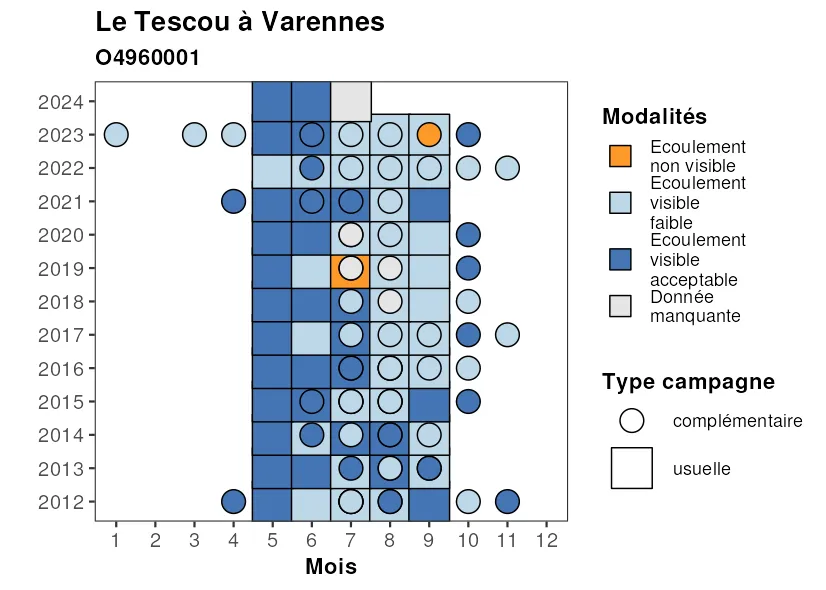 Le Tescou à Varennes
O4960001
2024
2023
2022
2021
2020
2019
2018
2017
2016
2015
2014
2013
2012
1 2 3 4 5 6 7 8 9 10 11 12
Mois
Modalités
Ecoulement
non visible
Ecoulement
visible
faible
Ecoulement
visible
acceptable
Donnée
manquante
Type campagne
complémentaire
usuelle